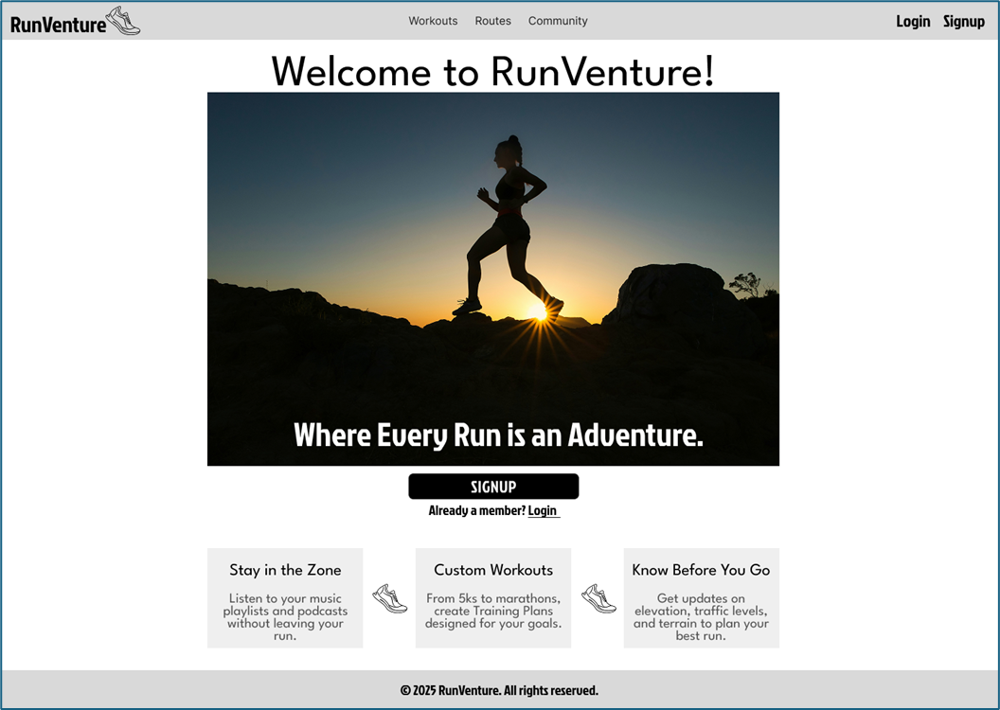 RunVenture
Workouts Routes Community
Login Signup
Welcome to RunVenture!
Where Every Run is an Adventure.
SIGNUP
Already a member? Login
Stay in the Zone
Listen to your music
playlists and podcasts
without leaving your
run.
Custom Workouts
From 5ks to marathons,
create Training Plans
designed for your goals.
Know Before You Go
Get updates on
elevation, traffic levels,
and terrain to plan your
best run.
© 2025 RunVenture. All rights reserved.